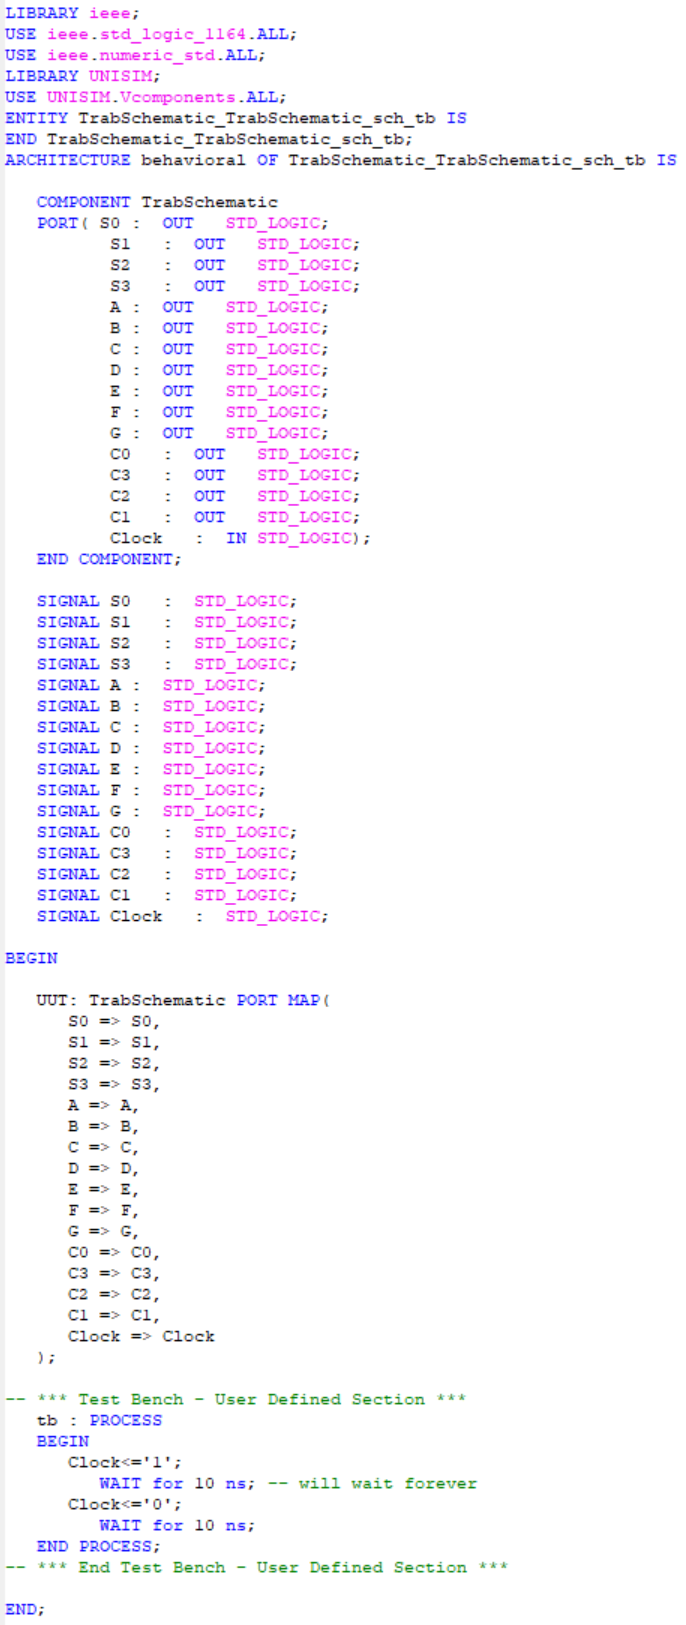 LIBRARY ieee;
USE ieee.std_logic_1164.ALL;
USE ieee.numeric_std.ALL;
LIBRARY UNISIM;
USE UNISIM.Vcomponents.ALL;
ENTITY TrabSchematic_TrabSchematic_sch_tb IS
END TrabSchematic_TrabSchematic_sch_tb;
ARCHITECTURE behavioral OF TrabSchematic_TrabSchematic_sch_tb IS
COMPONENT TrabSchematic
PORT( S0 : OUT STD_LOGIC;
S1 : OUT STD_LOGIC;
S2 : OUT STD_LOGIC;
S3 : OUT STD_LOGIC;
A : OUT STD_LOGIC;
B : OUT STD_LOGIC;
C : OUT STD_LOGIC;
D : OUT STD_LOGIC;
E : OUT STD_LOGIC;
F : OUT STD_LOGIC;
G : OUT STD_LOGIC;
C0 : OUT STD_LOGIC;
C3 : OUT STD_LOGIC;
C2 : OUT STD_LOGIC;
C1 : OUT STD_LOGIC;
Clock : IN STD_LOGIC);
END COMPONENT;
SIGNAL S0 : STD_LOGIC;
SIGNAL S1 : STD_LOGIC;
SIGNAL S2 : STD_LOGIC;
SIGNAL S3 : STD_LOGIC;
SIGNAL A : STD_LOGIC;
SIGNAL B : STD_LOGIC;
SIGNAL C : STD_LOGIC;
SIGNAL D : STD_LOGIC;
SIGNAL E : STD_LOGIC;
SIGNAL F : STD_LOGIC;
SIGNAL G : STD_LOGIC;
SIGNAL C0 : STD_LOGIC;
SIGNAL C3 : STD_LOGIC;
SIGNAL C2 : STD_LOGIC;
SIGNAL C1 : STD_LOGIC;
SIGNAL Clock : STD_LOGIC;
BEGIN
UUT: TrabSchematic PORT MAP(
S0 => S0,
S1 => S1,
S2 => S2,
S3 => S3,
A => A,
B => B,
C => C,
D => D,
E => E,
F => F,
G => G,
C0 => C0,
C3 => C3,
C2 => C2,
C1 => C1,
Clock => Clock
);
-- *** Test Bench - User Defined Section ***
tb : PROCESS
BEGIN
Clock<='1';
WAIT for 10 ns; -- will wait forever
Clock<='0';
WAIT for 10 ns;
END PROCESS;
-- *** End Test Bench - User Defined Section ***
END;